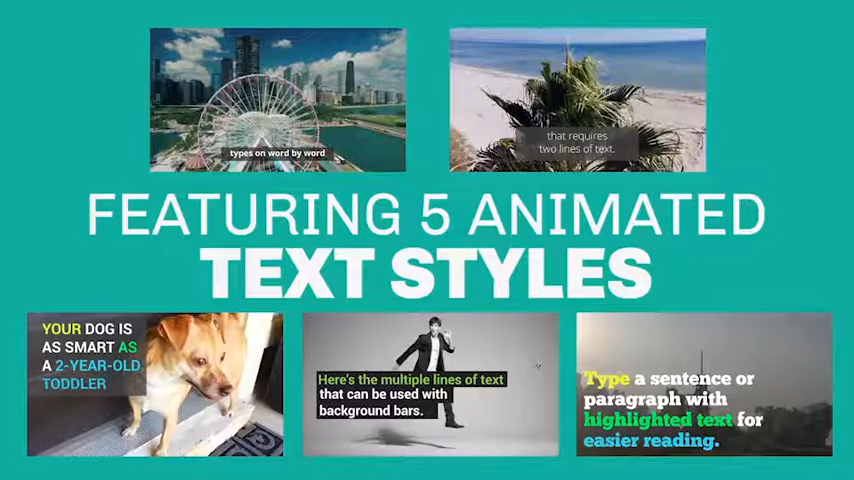 types on word by word
that requires
two lines of text.
FEATURING 5 ANIMATED
TEXT STYLES
YOUR DOG IS
AS SMART AS
A 2-YEAR-OLD
TODDLER
Here's the multiple lines of text
that can be used with
background bars.
Type a sentence or
paragraph with
highlighted text for
easier reading.